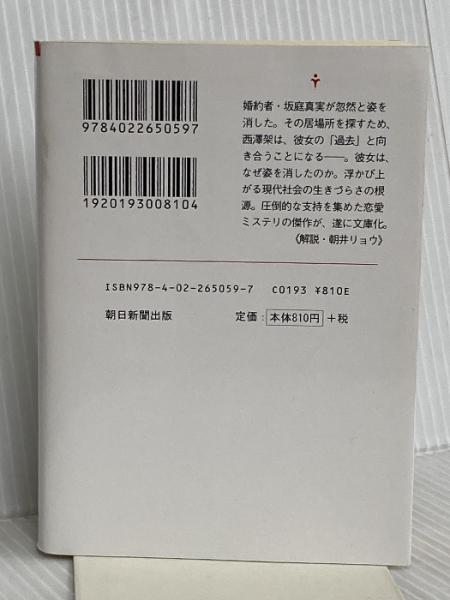 9784022650597
1920193008104
婚約者・坂庭真実が忽然と姿を
消した。その居場所を探すため、
西澤架は、彼女の「過去」と向
き合うことになる――。彼女は、
なぜ姿を消したのか。浮かび上
がる現代社会の生きづらさの根
源。圧倒的な支持を集めた恋愛
ミステリの傑作が、遂に文庫化。
《解説・朝井リョウ》
ISBN978-4-02-265059-7 C0193 ¥810E
朝日新聞出版
定価：本体810円+税